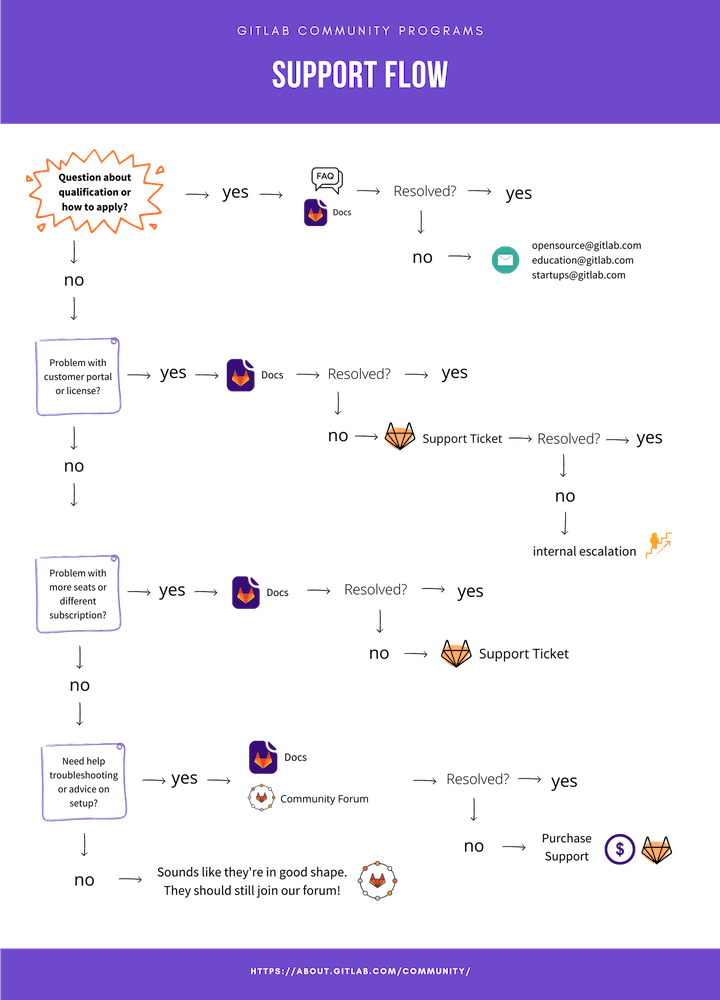 GITLAB COMMUNITY PROGRAMS
SUPPORT FLOW
Question about
qualification or
how to apply?
yes
FAQ
Docs
Resolved?
yes
no
opensource@gitlab.com
education@gitlab.com
startups@gitlab.com
no
Problem with
customer portal
or license?
yes
Docs
Resolved?
yes
no
Support Ticket
Resolved?
yes
no
internal escalation
no
Problem with
more seats or
different
subscription?
yes
Docs
Resolved?
yes
no
Support Ticket
no
Need help
troubleshooting
or advice on
setup?
yes
Docs
Community Forum
Resolved?
yes
no
Purchase
Support
$
no
Sounds like they're in good shape.
They should still join our forum!
HTTPS://ABOUT.GITLAB.COM/COMMUNITY/